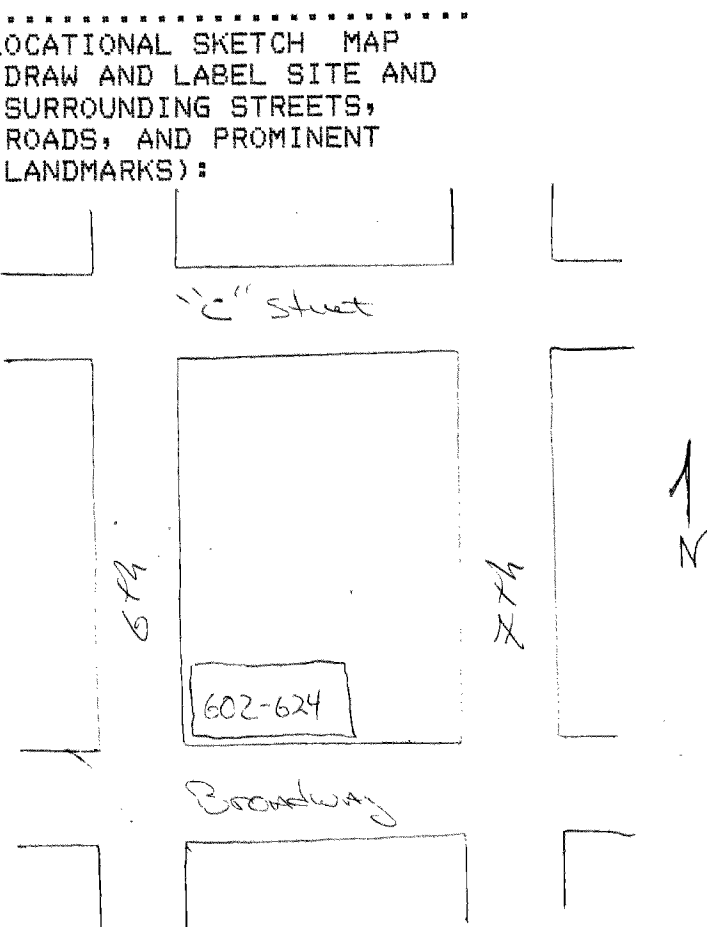 LOCATIONAL SKETCH MAP
DRAW AND LABEL SITE AND
SURROUNDING STREETS,
ROADS, AND PROMINENT
LANDMARKS):
"C" Street
6th
7th
N
602-624
Broadway